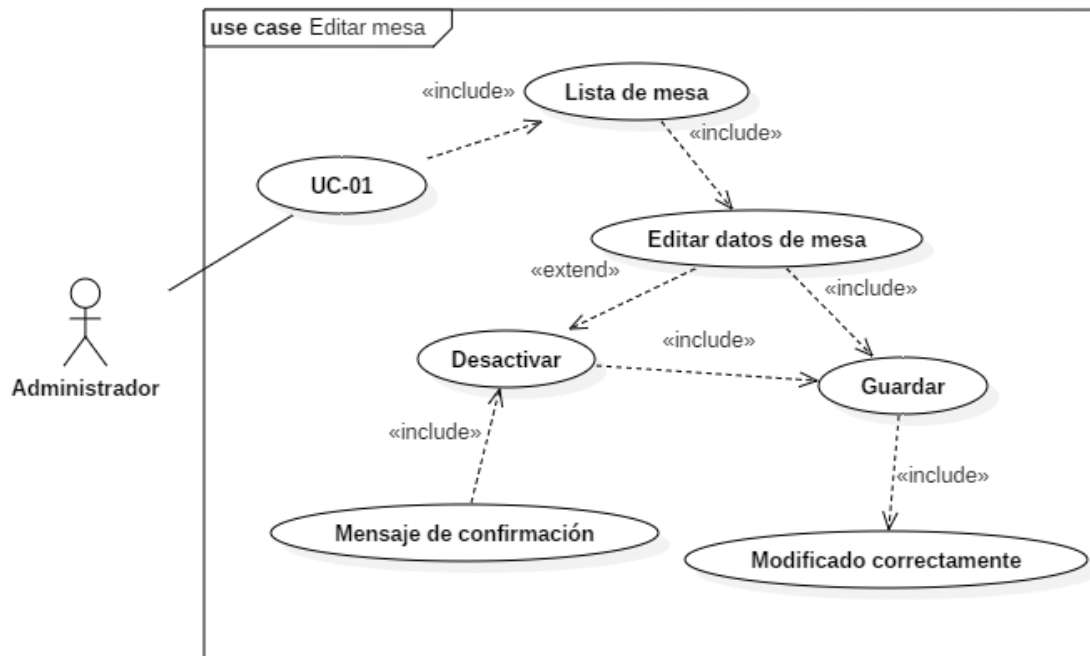 use case Editar mesa
«include»
Lista de mesa
«include»
UC-01
Editar datos de mesa
«extend»
«include»
Desactivar
«include»
Guardar
Administrador
«include»
«include»
Mensaje de confirmación
Modificado correctamente